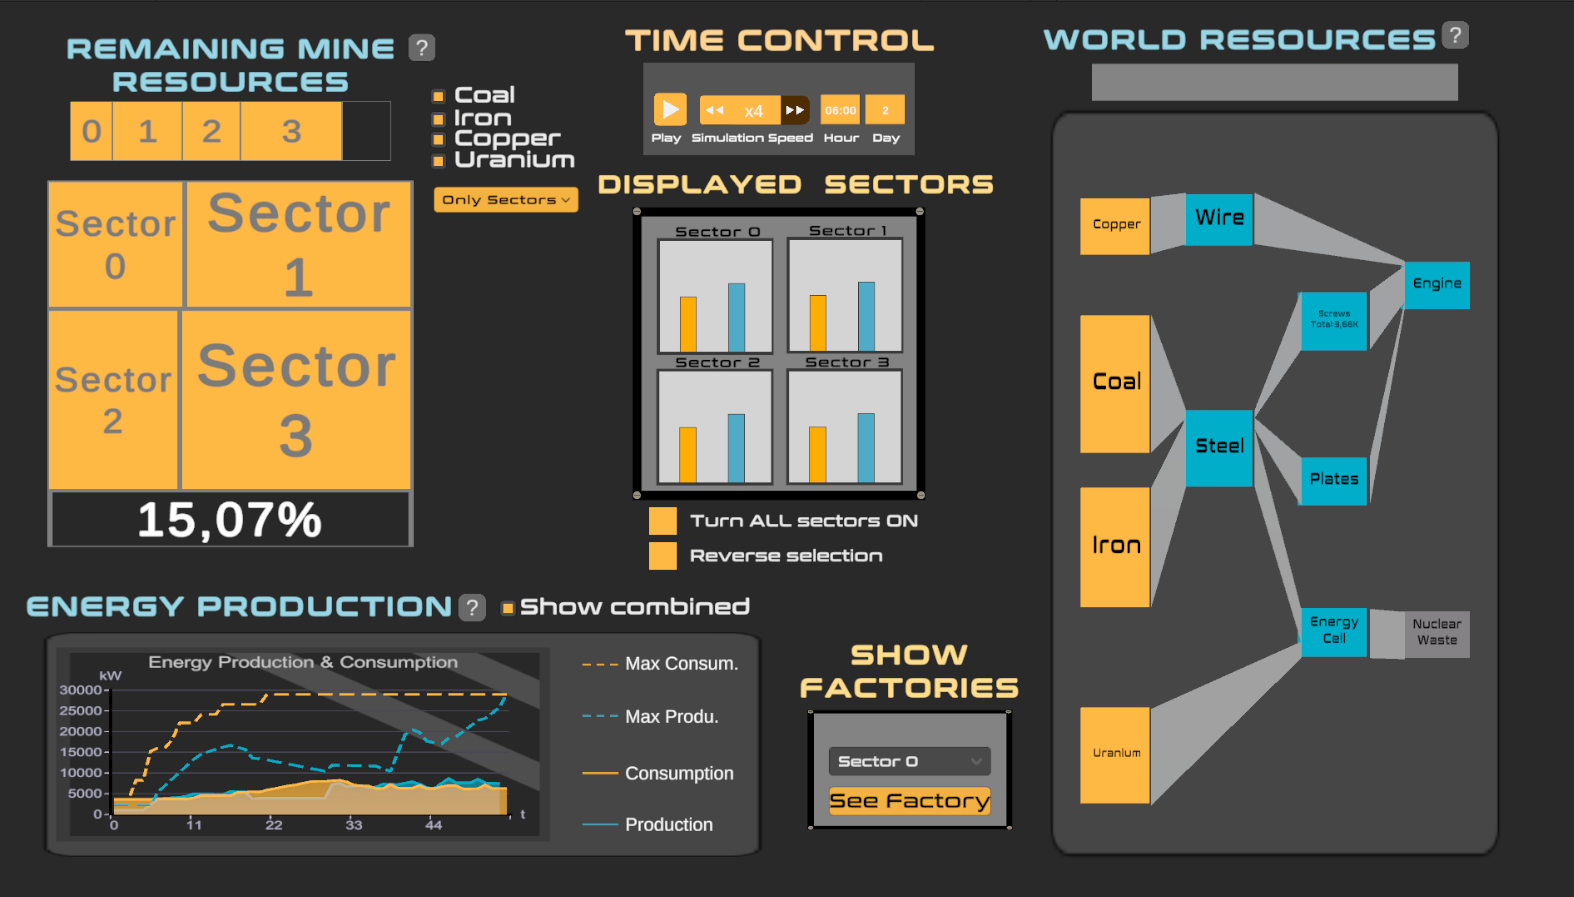 REMAINING MINE
RESOURCES
?
0 1 2 3
Coal
Iron
Copper
Uranium
Only Sectors
Sector
0
Sector
1
Sector
2
Sector
3
15,07%
TIME CONTROL
x4
06:00
2
Play
Simulation Speed
Hour
Day
DISPLAYED SECTORS
Sector 0
Sector 1
Sector 2
Sector 3
Turn ALL sectors ON
Reverse selection
WORLD RESOURCES
?
Copper
Wire
Engine
Screws
Total 3,66K
Coal
Steel
Plates
Iron
Energy
Cell
Nuclear
Waste
Uranium
ENERGY PRODUCTION
?
Show combined
Energy Production & Consumption
kW
30000
25000
20000
15000
10000
5000
0
0 11 22 33 44
t
Max Consum.
Max Produ.
Consumption
Production
SHOW
FACTORIES
Sector 0
See Factory